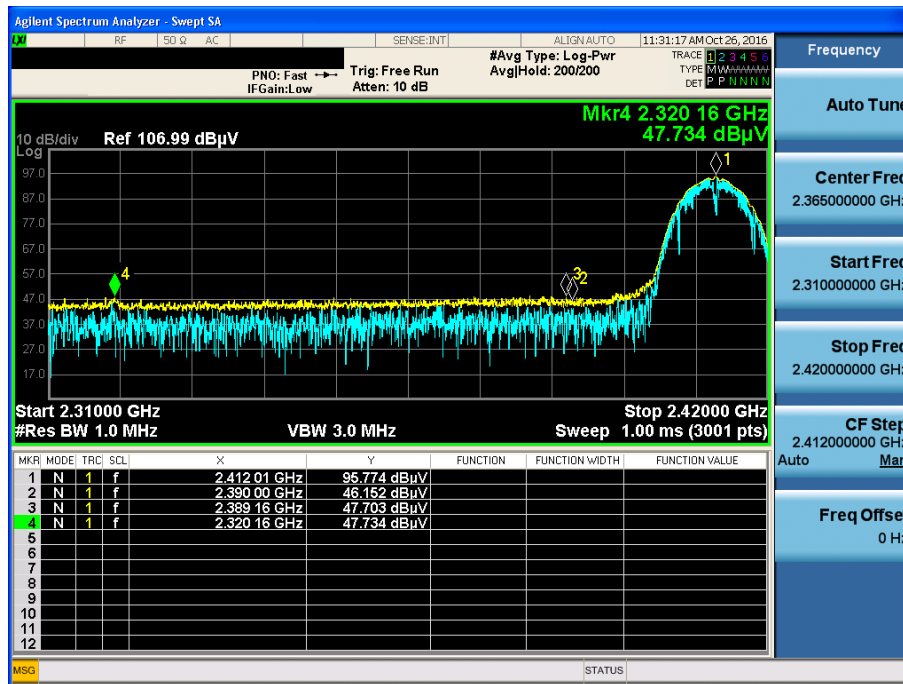 Agilent Spectrum Analyzer - Swept SA
LXI RF 50 Ω AC SENSE:INT ALIGN AUTO 11:31:17 AM Oct 26, 2016
Frequency
PNO: Fast
IFGain:Low
Trig: Free Run
Atten: 10 dB
#Avg Type: Log-Pwr
Avg|Hold: 200/200
TRACE 1 2 3 4 5 6
TYPE M
DET P P N N N N
Mkr4 2.320 16 GHz
47.734 dBµV
10 dB/div
Log
Ref 106.99 dBµV
97.0
87.0
77.0
67.0
57.0
47.0
37.0
27.0
17.0
1
2
3
4
Start 2.31000 GHz
Stop 2.42000 GHz
#Res BW 1.0 MHz VBW 3.0 MHz Sweep 1.00 ms (3001 pts)
MKR MODE TRC SCL X Y FUNCTION FUNCTION WIDTH FUNCTION VALUE
1 N 1 f 2.412 01 GHz 95.774 dBµV
2 N 1 f 2.390 00 GHz 46.152 dBµV
3 N 1 f 2.389 16 GHz 47.703 dBµV
4 N 1 f 2.320 16 GHz 47.734 dBµV
5
6
7
8
9
10
11
12
MSG STATUS
Auto Tune
Center Freq
2.365000000 GHz
Start Freq
2.310000000 GHz
Stop Freq
2.420000000 GHz
CF Step
2.412000000 GHz
Auto Man
Freq Offset
0 Hz